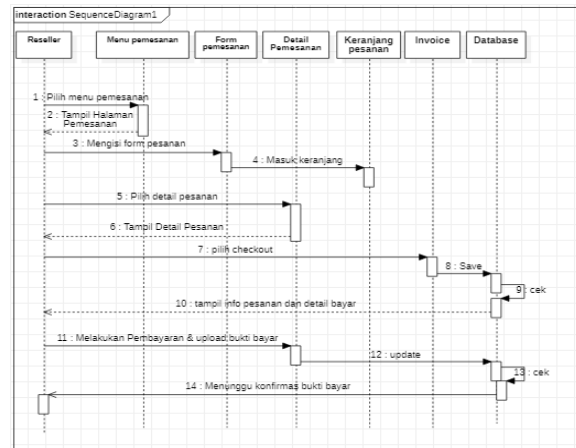 interaction SequenceDiagram1
Reseller
Menu pemesanan
Form
pemesanan
Detail
Pemesanan
Keranjang
pesanan
Invoice
Database
1 : Pilih menu pemesanan
2 : Tampil Halaman
Pemesanan
3 : Mengisi form pesanan
4 : Masuk keranjang
5 : Pilih detail pesanan
6 : Tampil Detail Pesanan
7 : pilih checkout
8 : Save
9 : cek
10 : tampil info pesanan dan detail bayar
11 : Melakukan Pembayaran & upload bukti bayar
12 : update
13 : cek
14 : Menunggu konfirmas bukti bayar